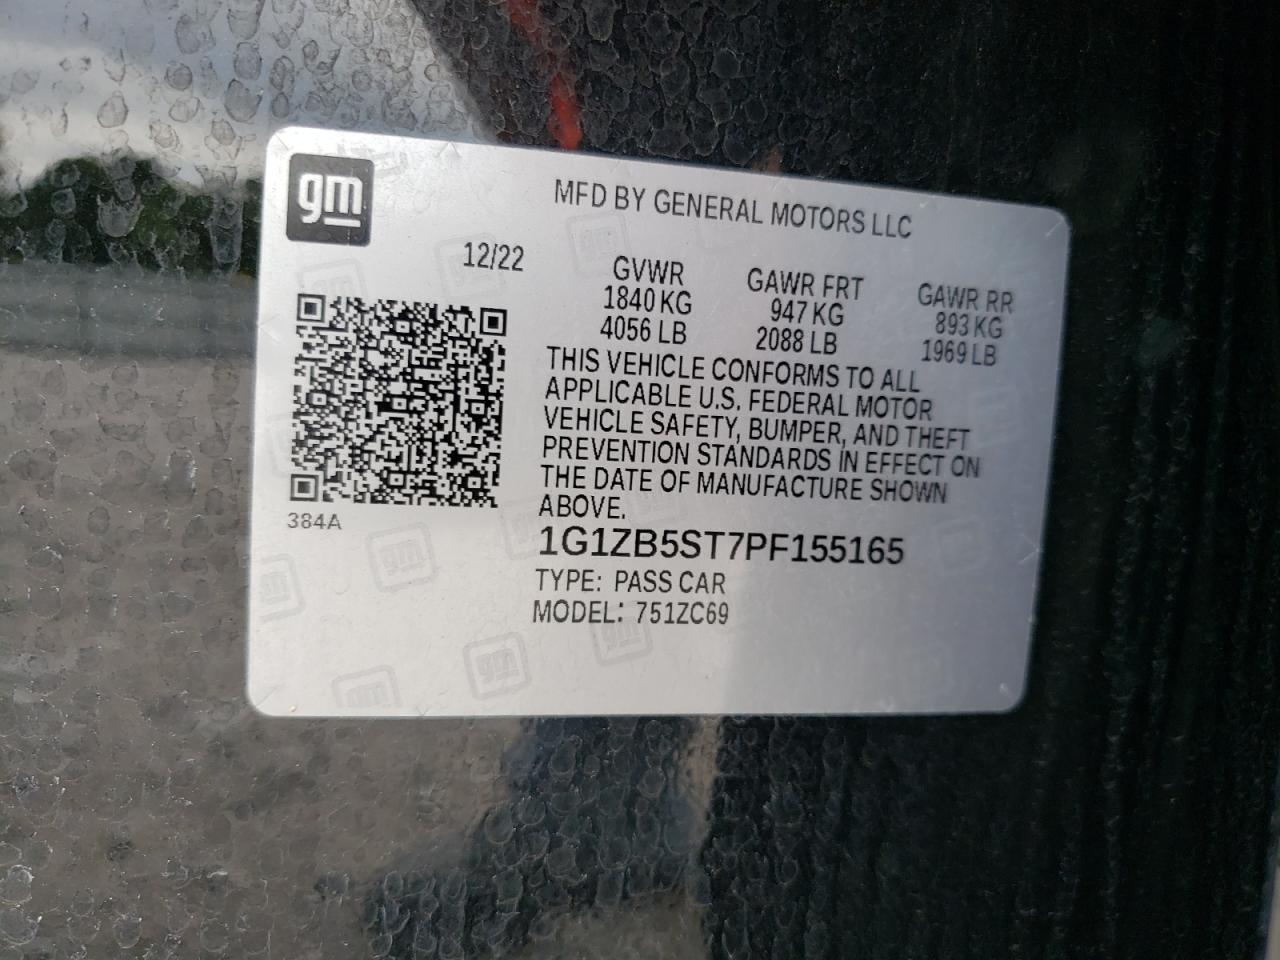 gm
MFD BY GENERAL MOTORS LLC
12/22
GVWR GAWR FRT GAWR RR
1840 KG 947 KG 893 KG
4056 LB 2088 LB 1969 LB
THIS VEHICLE CONFORMS TO ALL
APPLICABLE U.S. FEDERAL MOTOR
VEHICLE SAFETY, BUMPER, AND THEFT
PREVENTION STANDARDS IN EFFECT ON
THE DATE OF MANUFACTURE SHOWN
ABOVE.
384A
1G1ZB5ST7PF155165
TYPE: PASS CAR
MODEL: 751ZC69